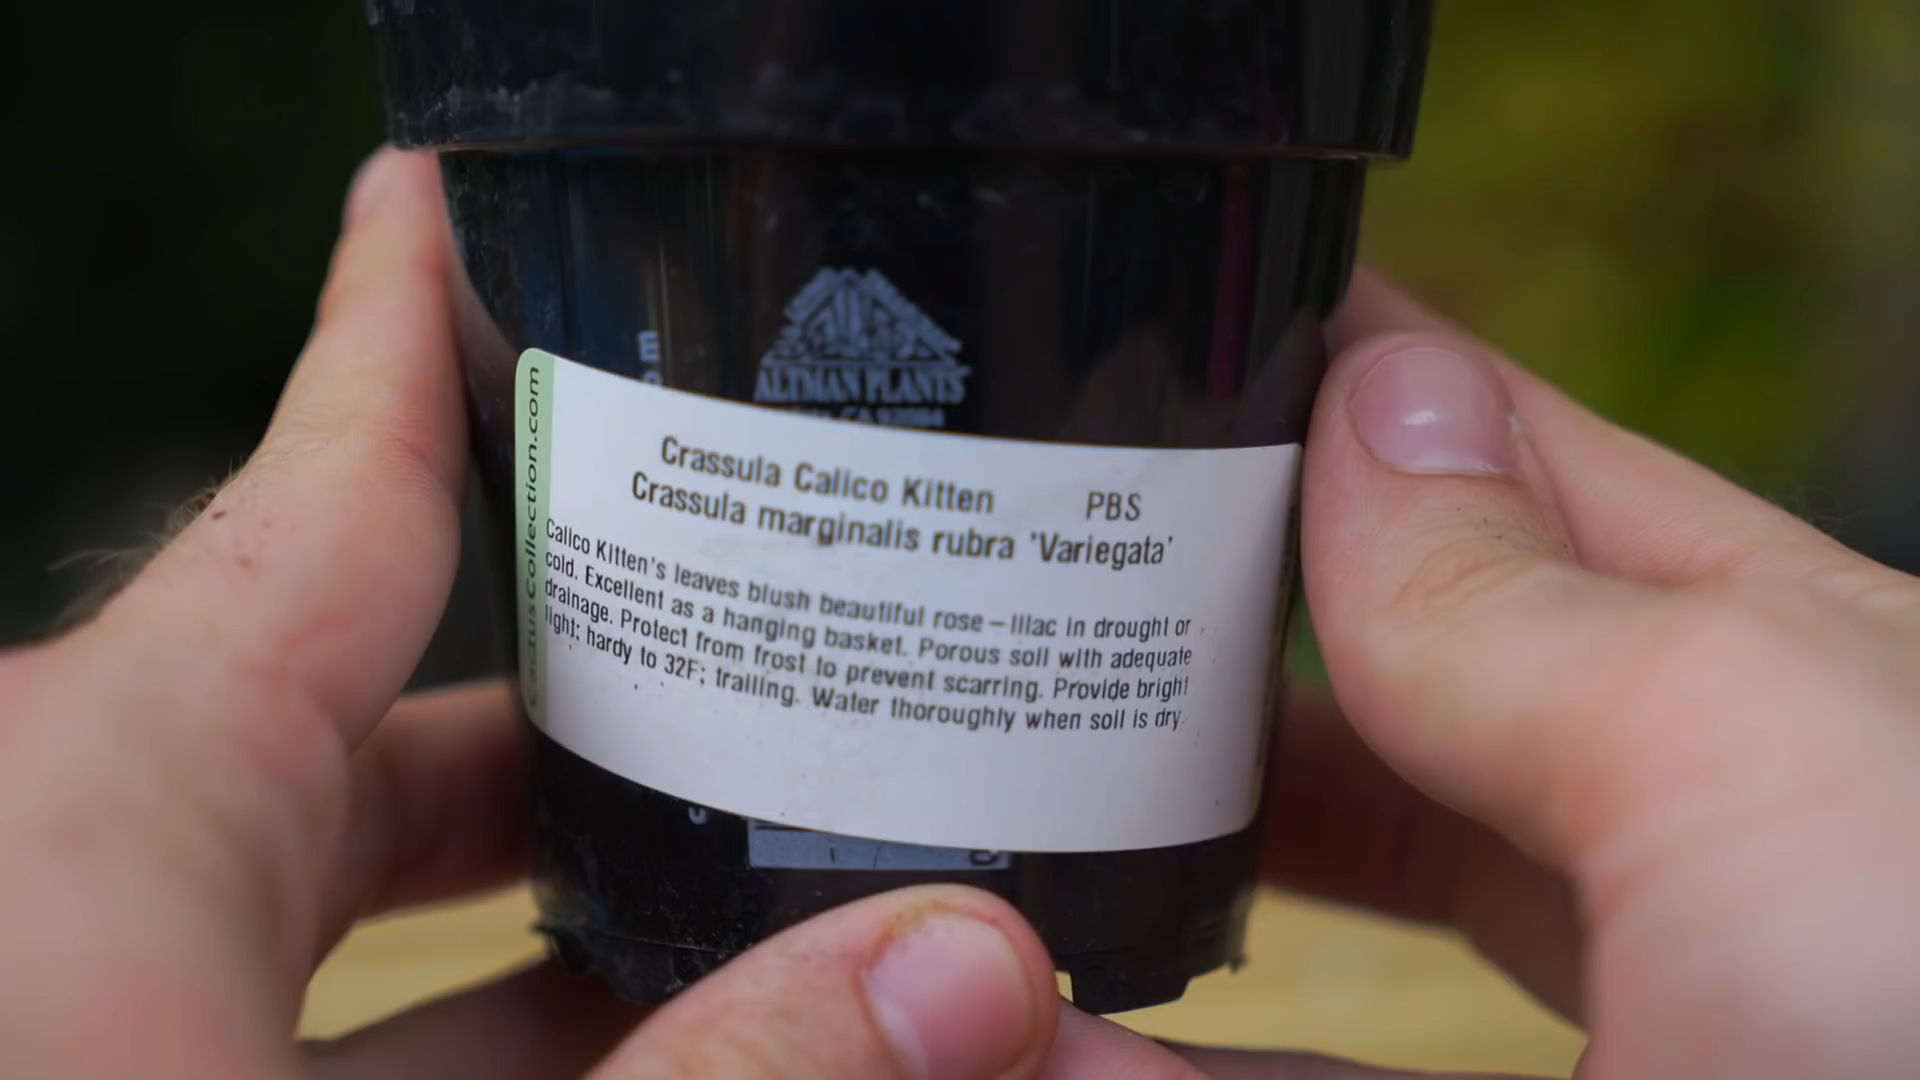 ALTMAN PLANTS
CactusCollection.com
Crassula Calico Kitten PBS
Crassula marginalis rubra 'Variegata'
Calico Kitten's leaves blush beautiful rose-lilac in drought or
cold. Excellent as a hanging basket. Porous soil with adequate
drainage. Protect from frost to prevent scarring. Provide bright
light; hardy to 32F; trailing. Water thoroughly when soil is dry